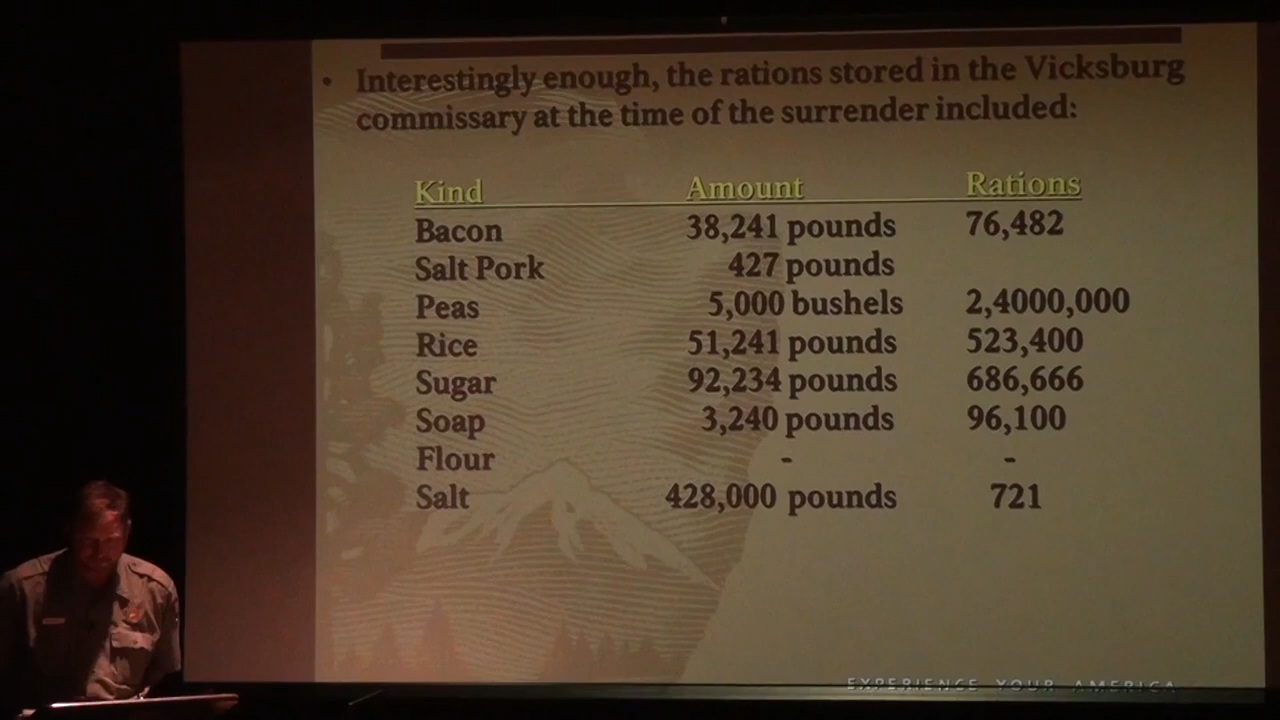 • Interestingly enough, the rations stored in the Vicksburg
commissary at the time of the surrender included:
Kind Amount Rations
Bacon 38,241 pounds 76,482
Salt Pork 427 pounds
Peas 5,000 bushels 2,4000,000
Rice 51,241 pounds 523,400
Sugar 92,234 pounds 686,666
Soap 3,240 pounds 96,100
Flour - -
Salt 428,000 pounds 721
EXPERIENCE YOUR AMERICA